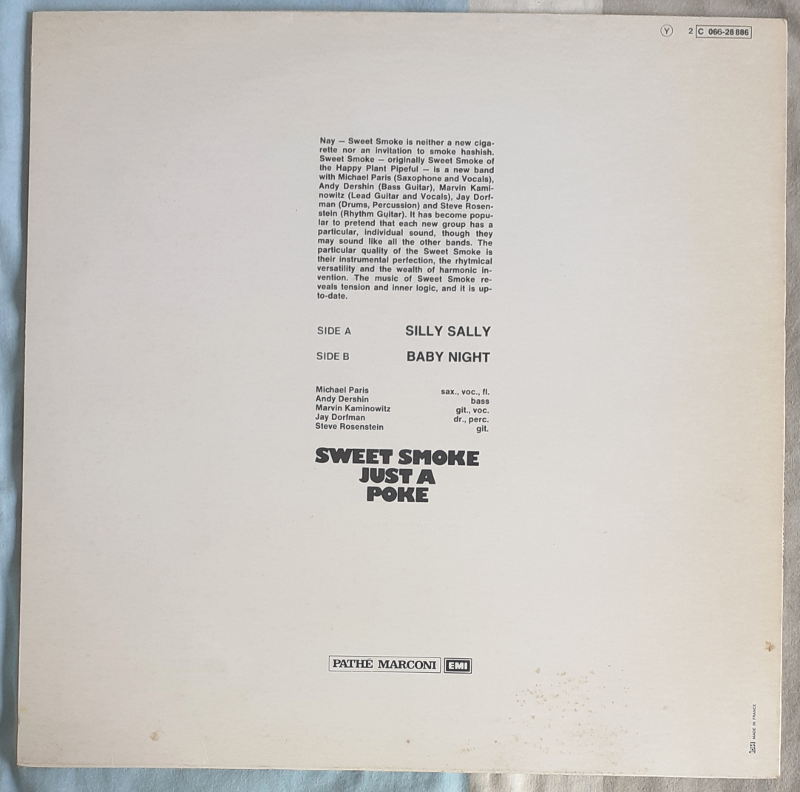 Y 2 C 066-28 886
Nay — Sweet Smoke is neither a new ciga-
rette nor an invitation to smoke hashish.
Sweet Smoke — originally Sweet Smoke of
the Happy Plant Pipeful — is a new band
with Michael Paris (Saxophone and Vocals),
Andy Dershin (Bass Guitar), Marvin Kami-
nowitz (Lead Guitar and Vocals), Jay Dorf-
man (Drums, Percussion) and Steve Rosen-
stein (Rhythm Guitar). It has become popu-
lar to pretend that each new group has a
particular, individual sound, though they
may sound like all the other bands. The
particular quality of the Sweet Smoke is
their instrumental perfection, the rhytmical
versatility and the wealth of harmonic in-
vention. The music of Sweet Smoke re-
veals tension and inner logic, and it is up-
to-date.
SIDE A SILLY SALLY
SIDE B BABY NIGHT
Michael Paris sax., voc., fl.
Andy Dershin bass
Marvin Kaminowitz git., voc.
Jay Dorfman dr., perc.
Steve Rosenstein git.
SWEET SMOKE
JUST A
POKE
PATHÉ MARCONI EMI
MADE IN FRANCE